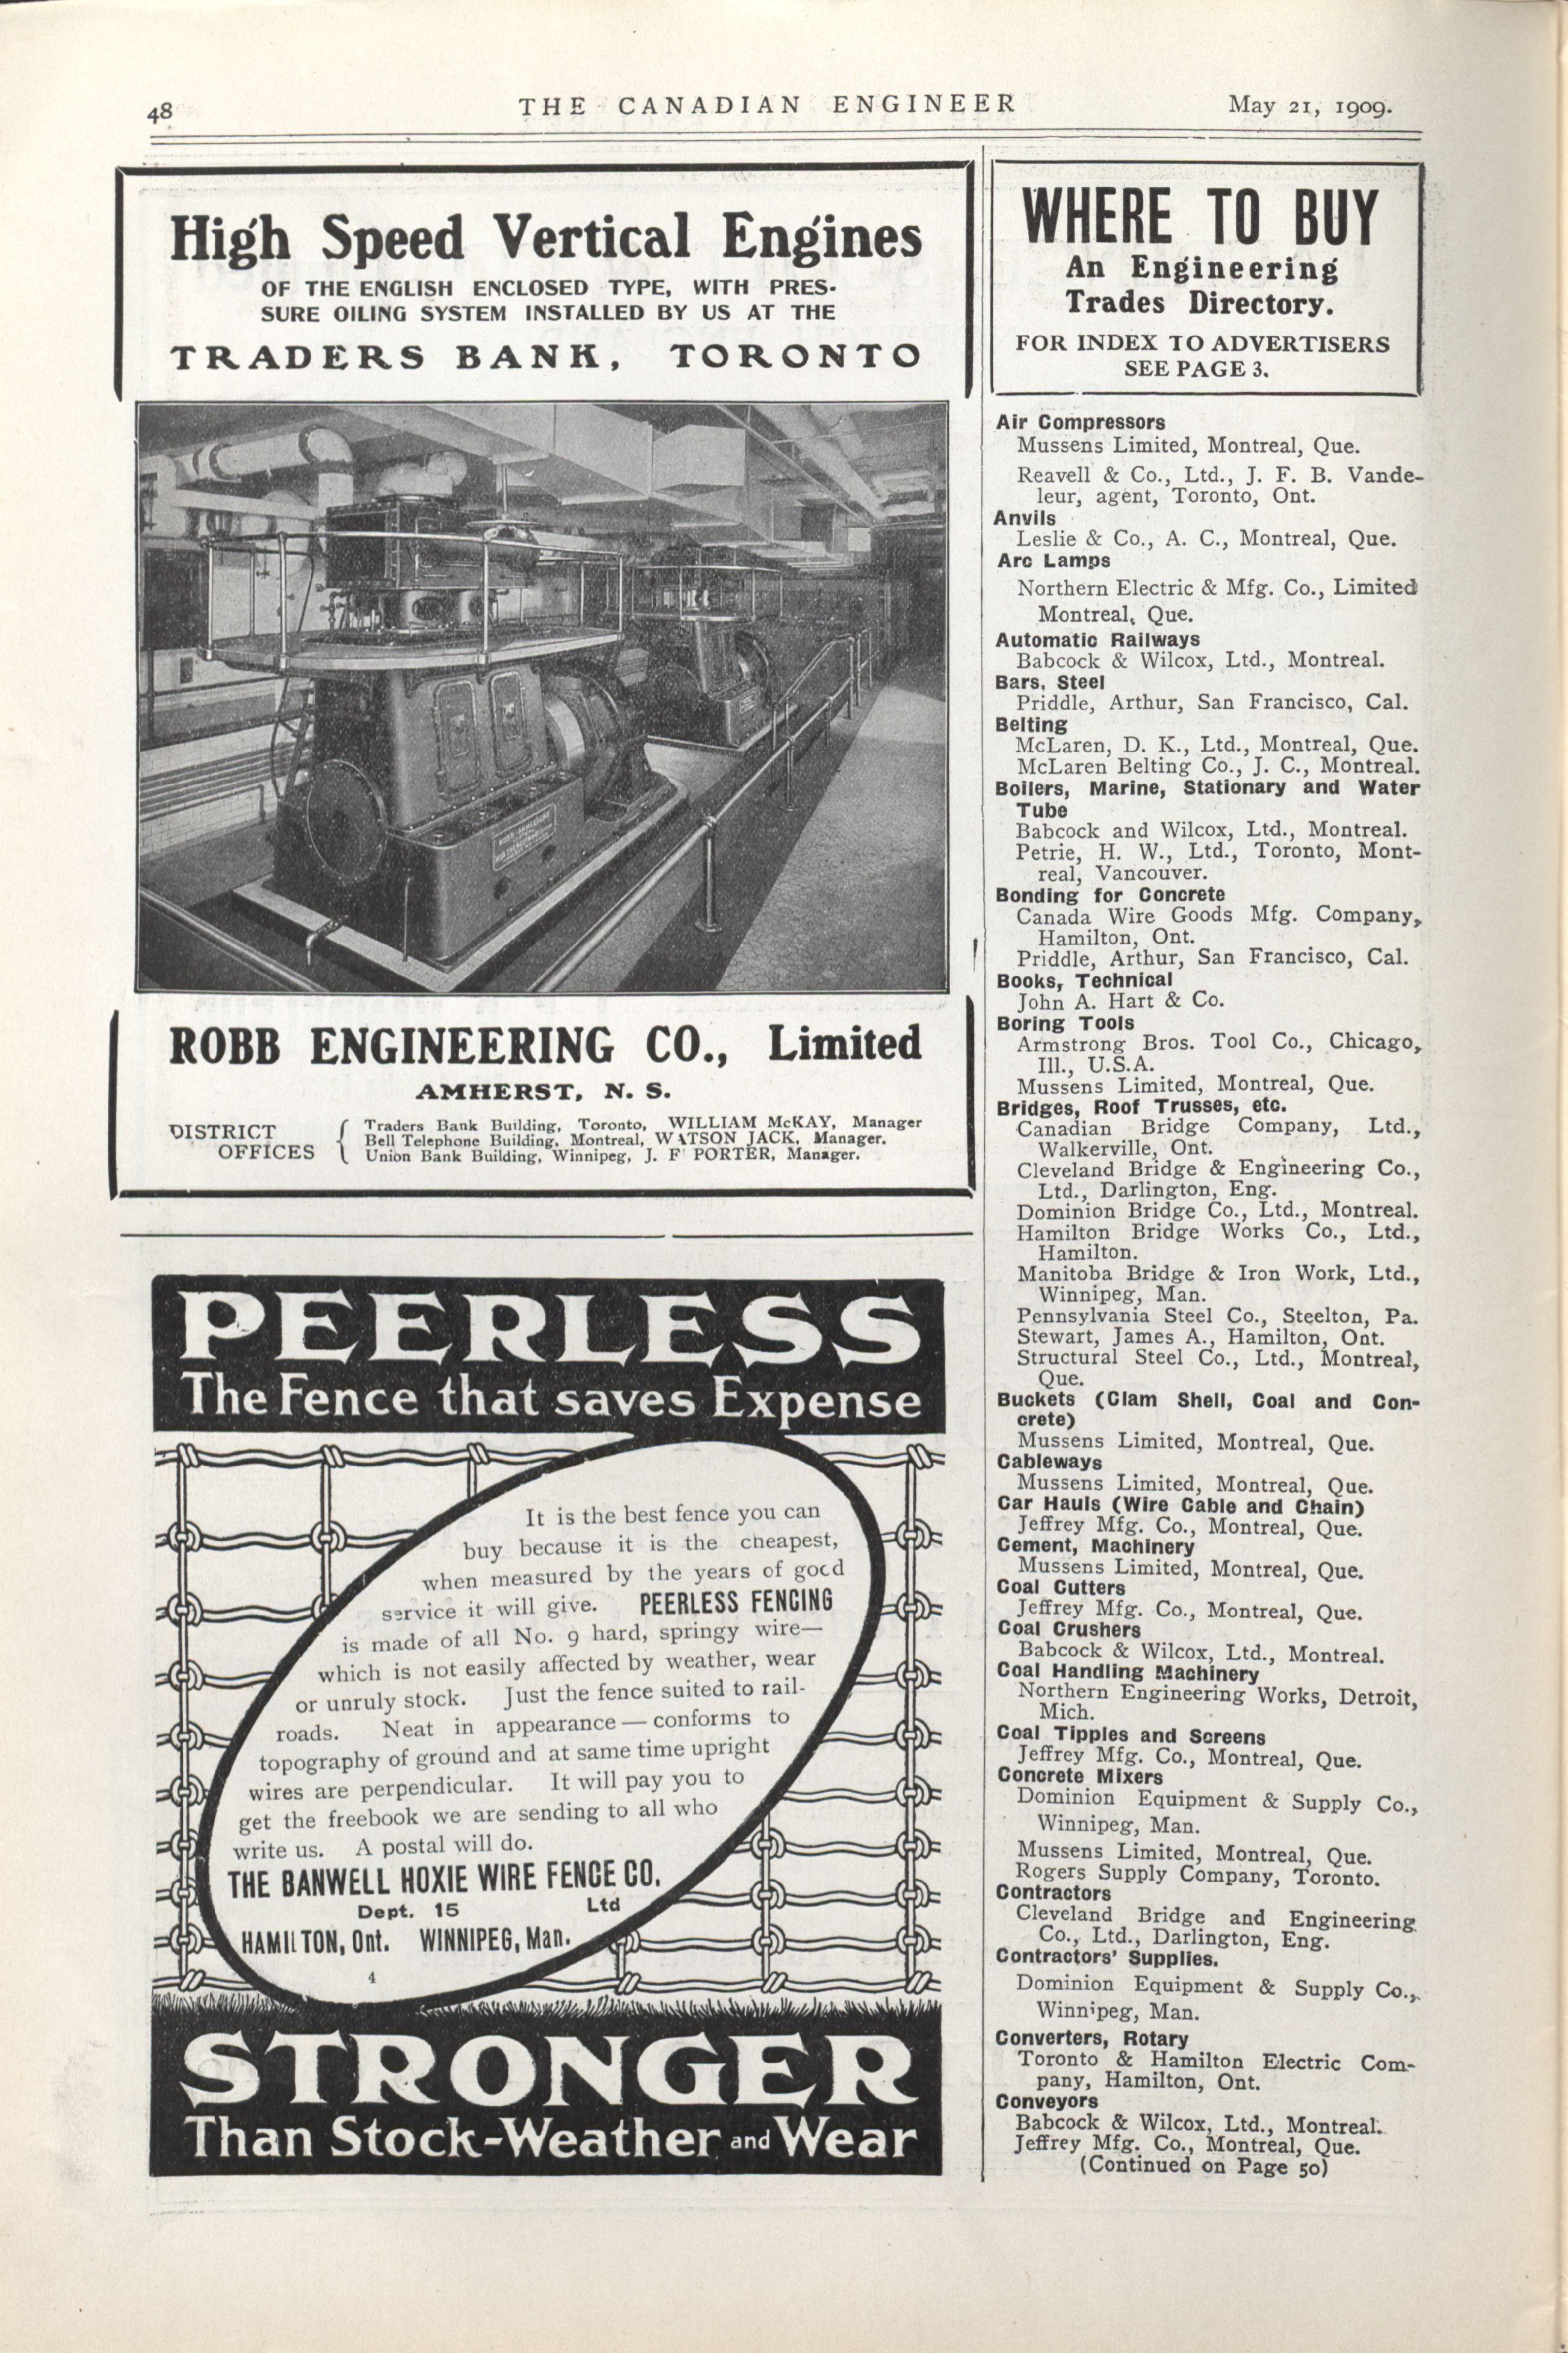 48
THE CANADIAN ENGINEER
May 21, 1909.
High Speed Vertical Engines
OF THE ENGLISH ENCLOSED TYPE, WITH PRES-
SURE OILING SYSTEM INSTALLED BY US AT THE
TRADERS BANK, TORONTO
ROBB ENGINEERING CO., Limited
AMHERST, N. S.
DISTRICT
OFFICES
Traders Bank Building, Toronto, WILLIAM McKAY, Manager
Bell Telephone Building, Montreal, WATSON JACK, Manager.
Union Bank Building, Winnipeg, J. F PORTER, Manager.
PEERLESS
The Fence that saves Expense
It is the best fence you can
buy because it is the cheapest,
when measured by the years of good
service it will give. PEERLESS FENCING
is made of all No. 9 hard, springy wire—
which is not easily affected by weather, wear
or unruly stock. Just the fence suited to rail-
roads. Neat in appearance — conforms to
topography of ground and at same time upright
wires are perpendicular. It will pay you to
get the freebook we are sending to all who
write us. A postal will do.
THE BANWELL HOXIE WIRE FENCE CO.
Dept. 15 Ltd
HAMILTON, Ont. WINNIPEG, Man.
4
STRONGER
Than Stock-Weather and Wear
WHERE TO BUY
An Engineering
Trades Directory.
FOR INDEX TO ADVERTISERS
SEE PAGE 3.
Air Compressors
Mussens Limited, Montreal, Que.
Reavell & Co., Ltd., J. F. B. Vande-
leur, agent, Toronto, Ont.
Anvils
Leslie & Co., A. C., Montreal, Que.
Arc Lamps
Northern Electric & Mfg. Co., Limited
Montreal, Que.
Automatic Railways
Babcock & Wilcox, Ltd., Montreal.
Bars, Steel
Priddle, Arthur, San Francisco, Cal.
Belting
McLaren, D. K., Ltd., Montreal, Que.
McLaren Belting Co., J. C., Montreal.
Boilers, Marine, Stationary and Water
Tube
Babcock and Wilcox, Ltd., Montreal.
Petrie, H. W., Ltd., Toronto, Mont-
real, Vancouver.
Bonding for Concrete
Canada Wire Goods Mfg. Company,
Hamilton, Ont.
Priddle, Arthur, San Francisco, Cal.
Books, Technical
John A. Hart & Co.
Boring Tools
Armstrong Bros. Tool Co., Chicago,
Ill., U.S.A.
Mussens Limited, Montreal, Que.
Bridges, Roof Trusses, etc.
Canadian Bridge Company, Ltd.,
Walkerville, Ont.
Cleveland Bridge & Engineering Co.,
Ltd., Darlington, Eng.
Dominion Bridge Co., Ltd., Montreal.
Hamilton Bridge Works Co., Ltd.,
Hamilton.
Manitoba Bridge & Iron Work, Ltd.,
Winnipeg, Man.
Pennsylvania Steel Co., Steelton, Pa.
Stewart, James A., Hamilton, Ont.
Structural Steel Co., Ltd., Montreal,
Que.
Buckets (Clam Shell, Coal and Con-
crete)
Mussens Limited, Montreal, Que.
Cableways
Mussens Limited, Montreal, Que.
Car Hauls (Wire Cable and Chain)
Jeffrey Mfg. Co., Montreal, Que.
Cement, Machinery
Mussens Limited, Montreal, Que.
Coal Cutters
Jeffrey Mfg. Co., Montreal, Que.
Coal Crushers
Babcock & Wilcox, Ltd., Montreal.
Coal Handling Machinery
Northern Engineering Works, Detroit,
Mich.
Coal Tipples and Screens
Jeffrey Mfg. Co., Montreal, Que.
Concrete Mixers
Dominion Equipment & Supply Co.,
Winnipeg, Man.
Mussens Limited, Montreal, Que.
Rogers Supply Company, Toronto.
Contractors
Cleveland Bridge and Engineering
Co., Ltd., Darlington, Eng.
Contractors' Supplies.
Dominion Equipment & Supply Co.,
Winnipeg, Man.
Converters, Rotary
Toronto & Hamilton Electric Com-
pany, Hamilton, Ont.
Conveyors
Babcock & Wilcox, Ltd., Montreal.
Jeffrey Mfg. Co., Montreal, Que.
(Continued on Page 50)